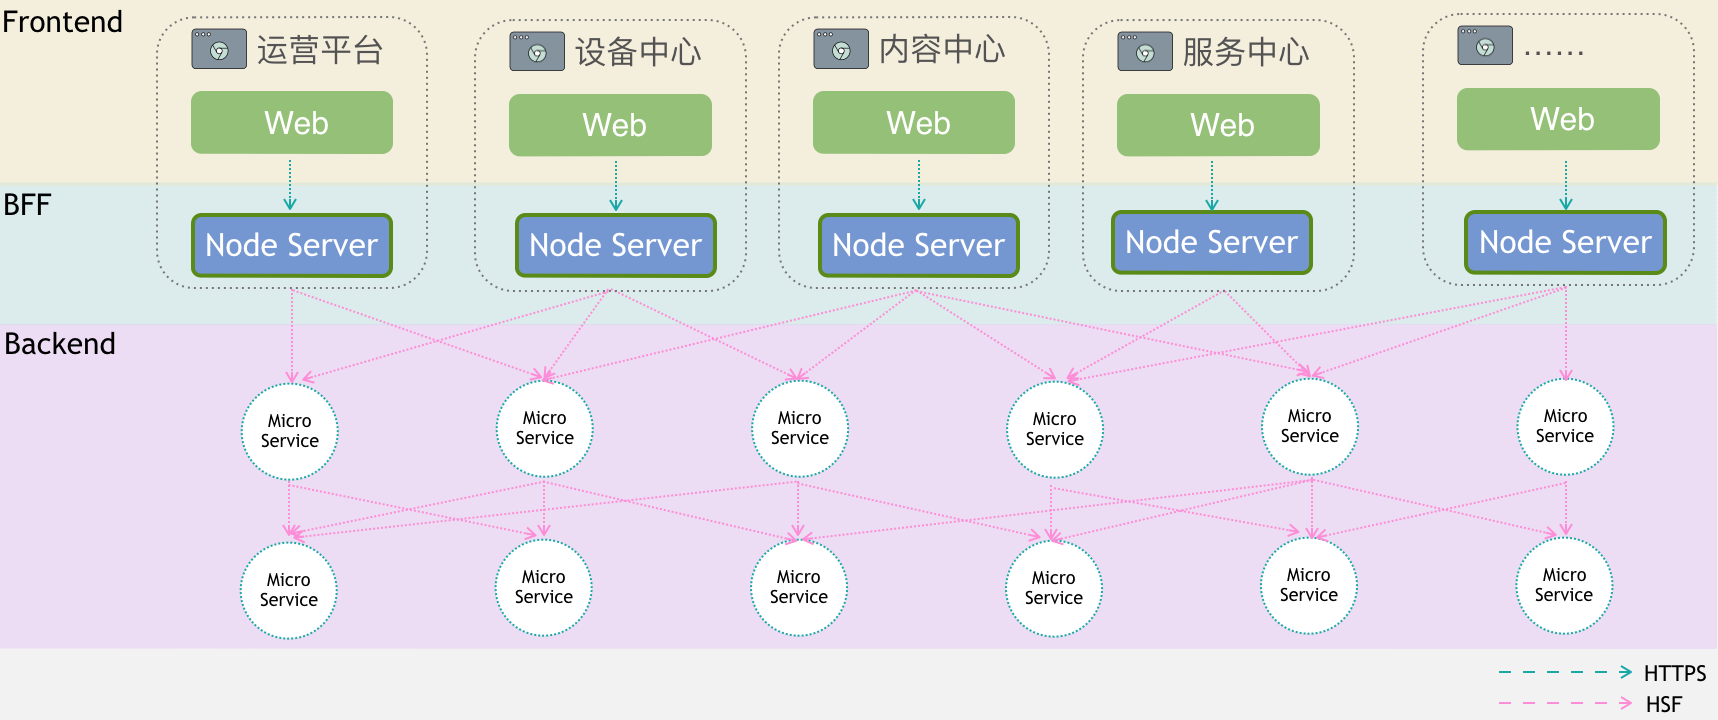 Frontend
运营平台
设备中心
内容中心
服务中心
......
Web
Web
Web
Web
Web
BFF
Node Server
Node Server
Node Server
Node Server
Node Server
Backend
Micro
Service
Micro
Service
Micro
Service
Micro
Service
Micro
Service
Micro
Service
Micro
Service
Micro
Service
Micro
Service
Micro
Service
Micro
Service
Micro
Service
HTTPS
HSF